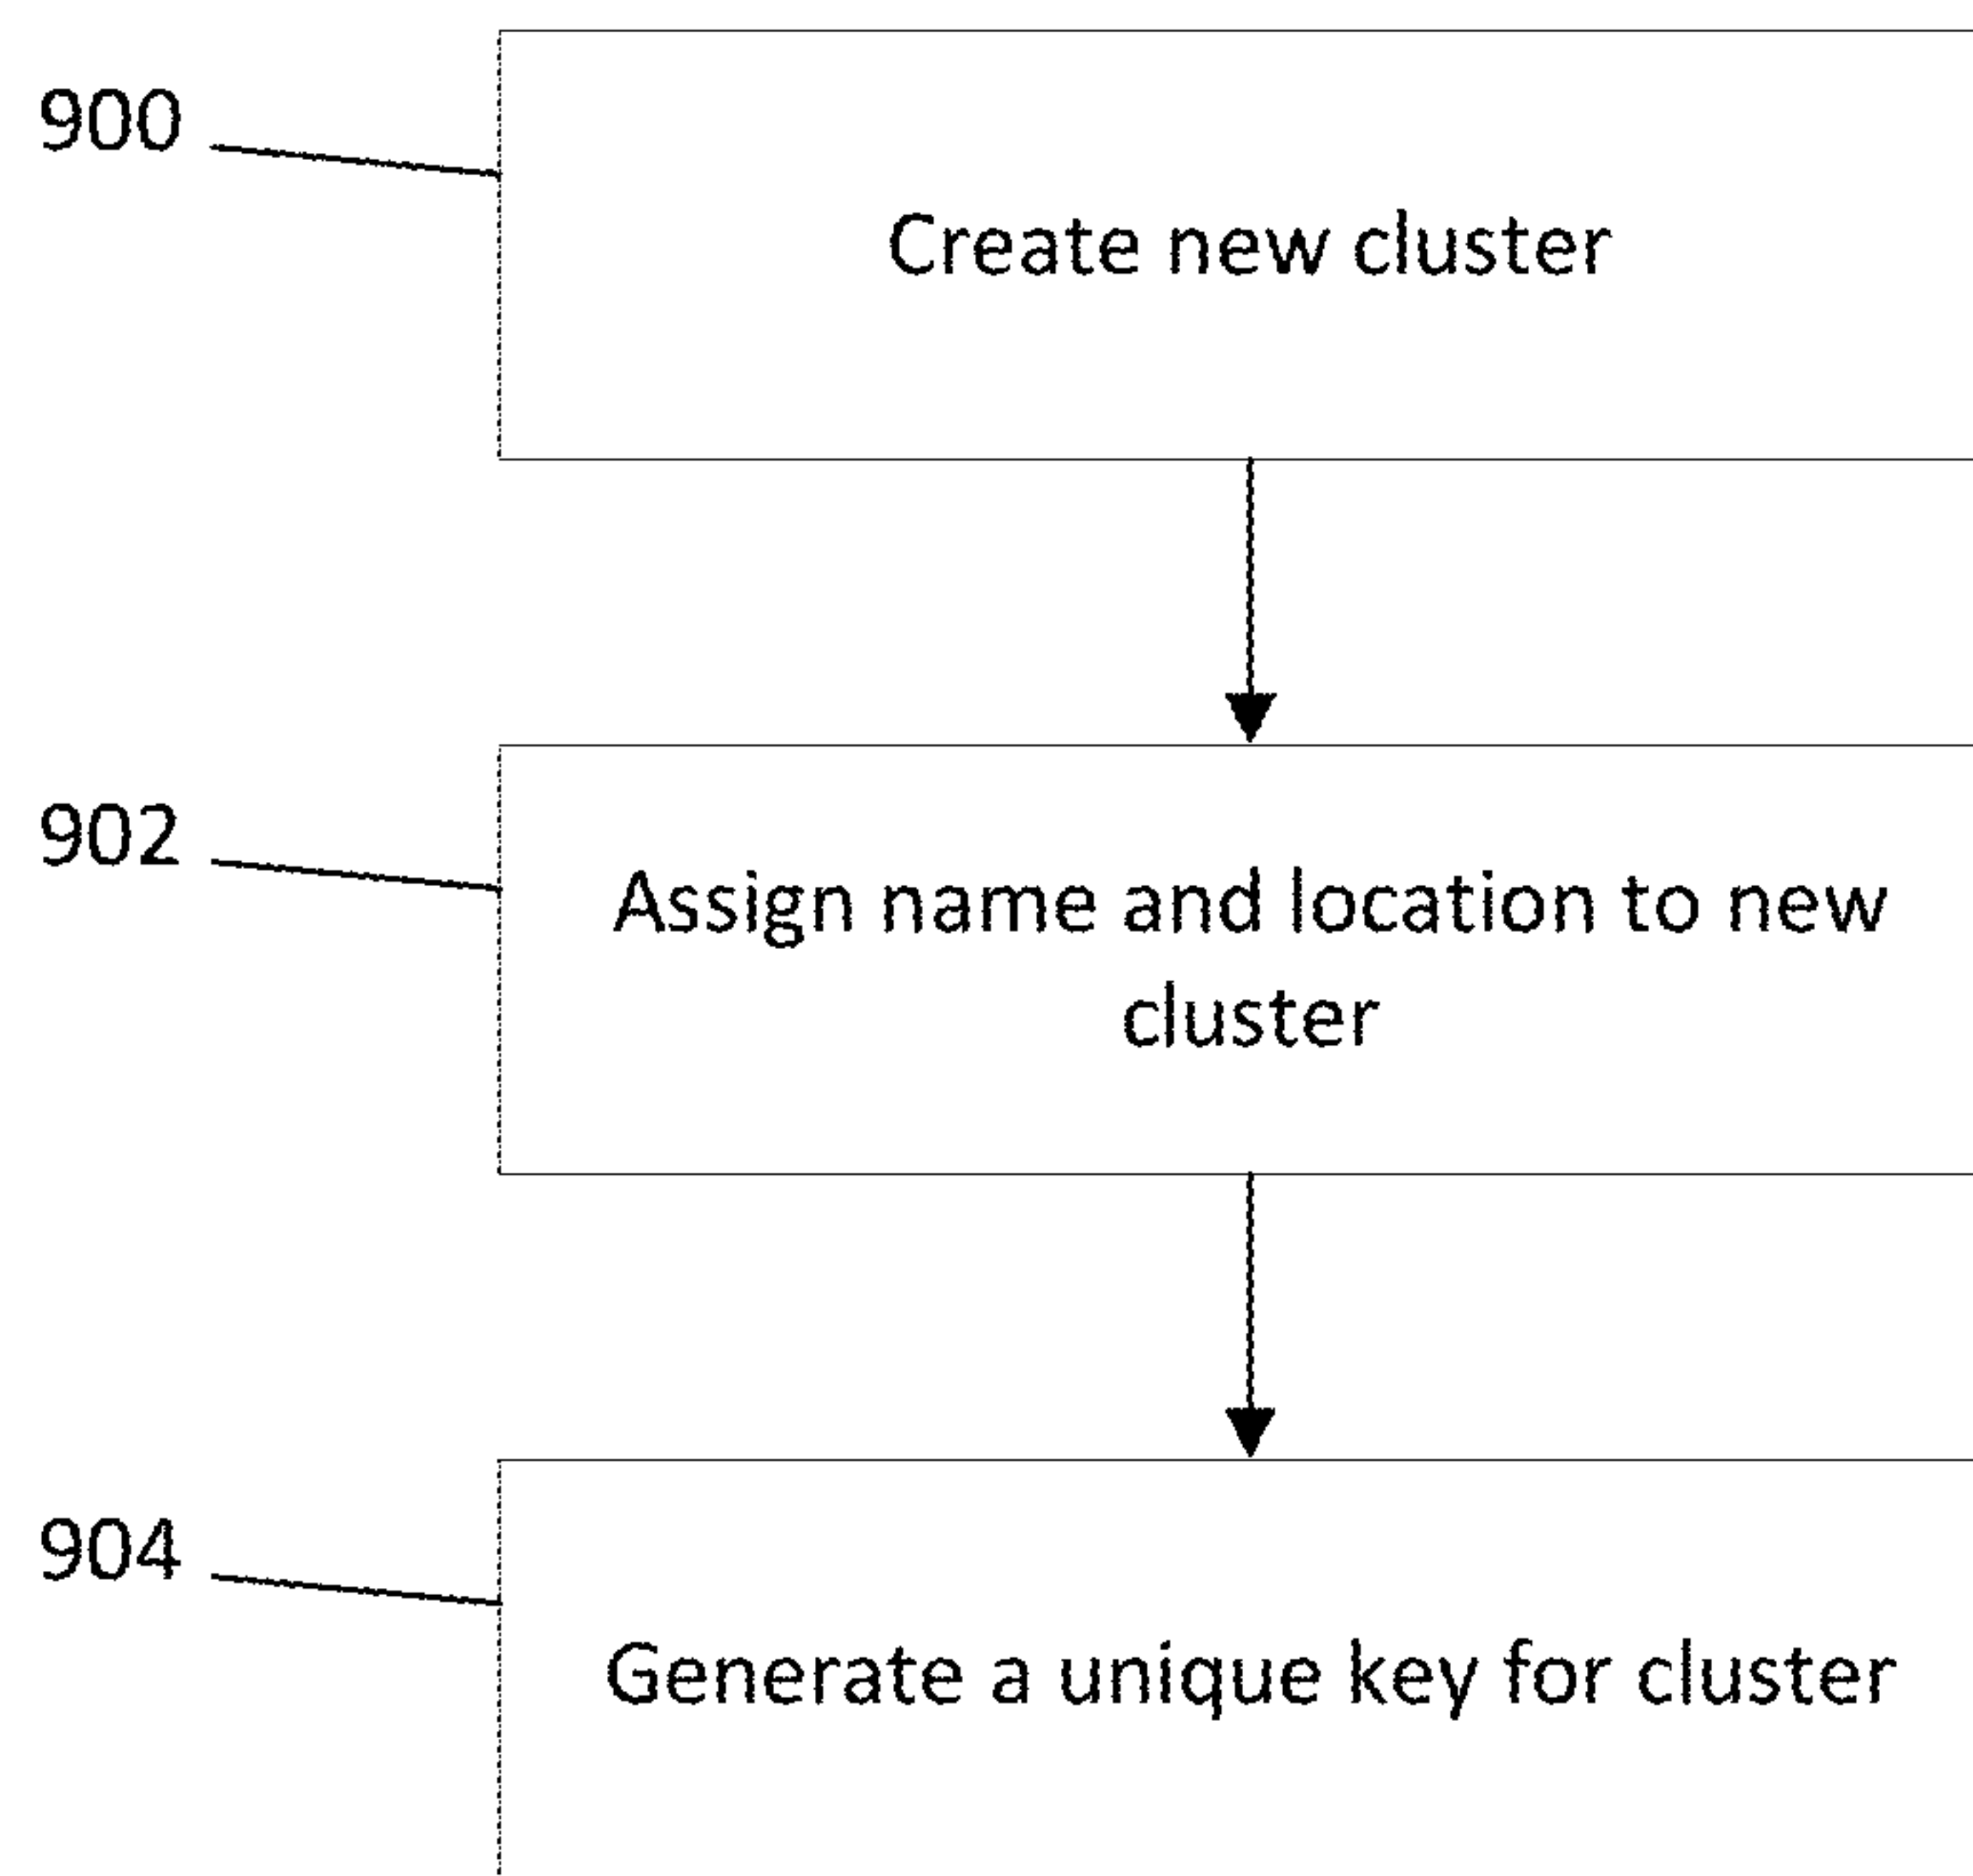 900
Create new cluster
902
Assign name and location to new
cluster
904
Generate a unique key for cluster